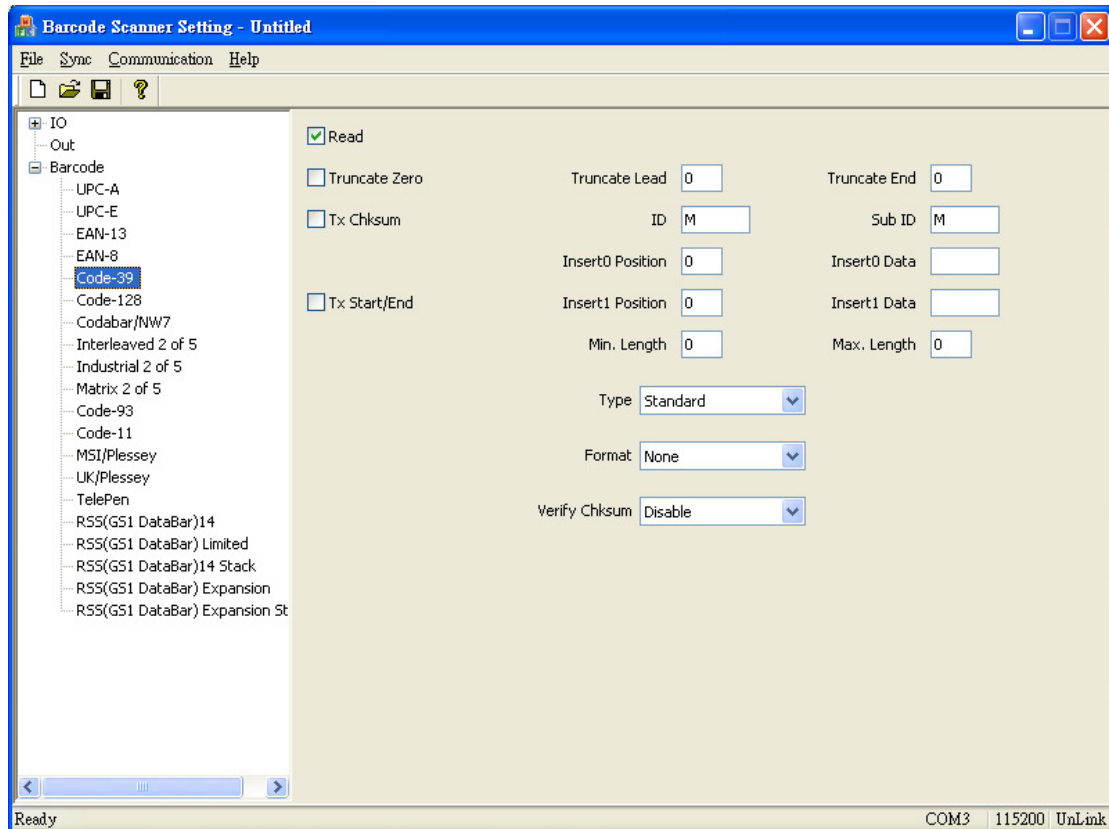 Barcode Scanner Setting - Untitled
File Sync Communication Help
IO
Out
Barcode
UPC-A
UPC-E
EAN-13
EAN-8
Code-39
Code-128
Codabar/NW7
Interleaved 2 of 5
Industrial 2 of 5
Matrix 2 of 5
Code-93
Code-11
MSI/Plessey
UK/Plessey
TelePen
RSS(GS1 DataBar)14
RSS(GS1 DataBar) Limited
RSS(GS1 DataBar)14 Stack
RSS(GS1 DataBar) Expansion
RSS(GS1 DataBar) Expansion St
Read
Truncate Zero Truncate Lead 0 Truncate End 0
Tx Chksum ID M Sub ID M
Insert0 Position 0 Insert0 Data
Tx Start/End Insert1 Position 0 Insert1 Data
Min. Length 0 Max. Length 0
Type Standard
Format None
Verify Chksum Disable
Ready COM3 115200 UnLink